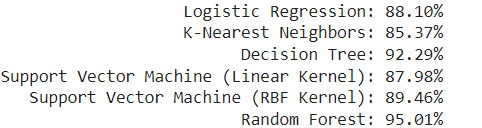 Logistic Regression: 88.10%
K-Nearest Neighbors: 85.37%
Decision Tree: 92.29%
Support Vector Machine (Linear Kernel): 87.98%
Support Vector Machine (RBF Kernel): 89.46%
Random Forest: 95.01%